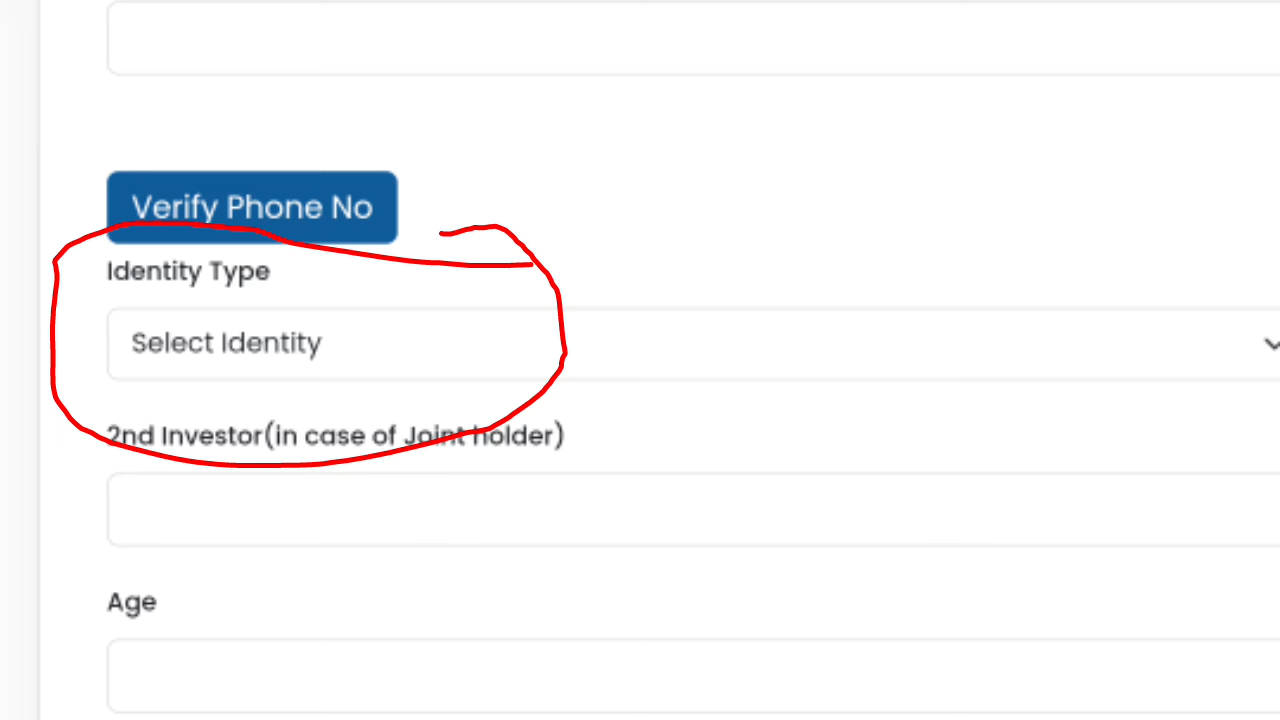 Verify Phone No
Identity Type
Select Identity
2nd Investor(in case of Joint holder)
Age